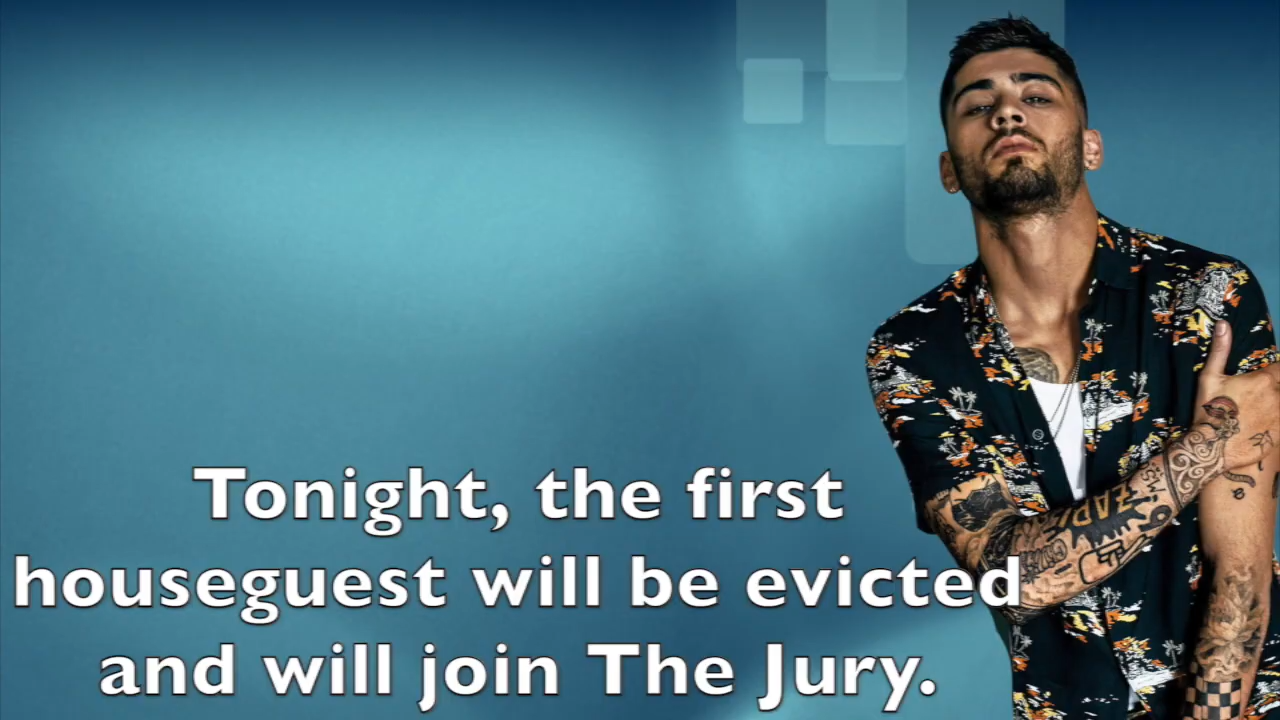 Tonight, the first
houseguest will be evicted
and will join The Jury.